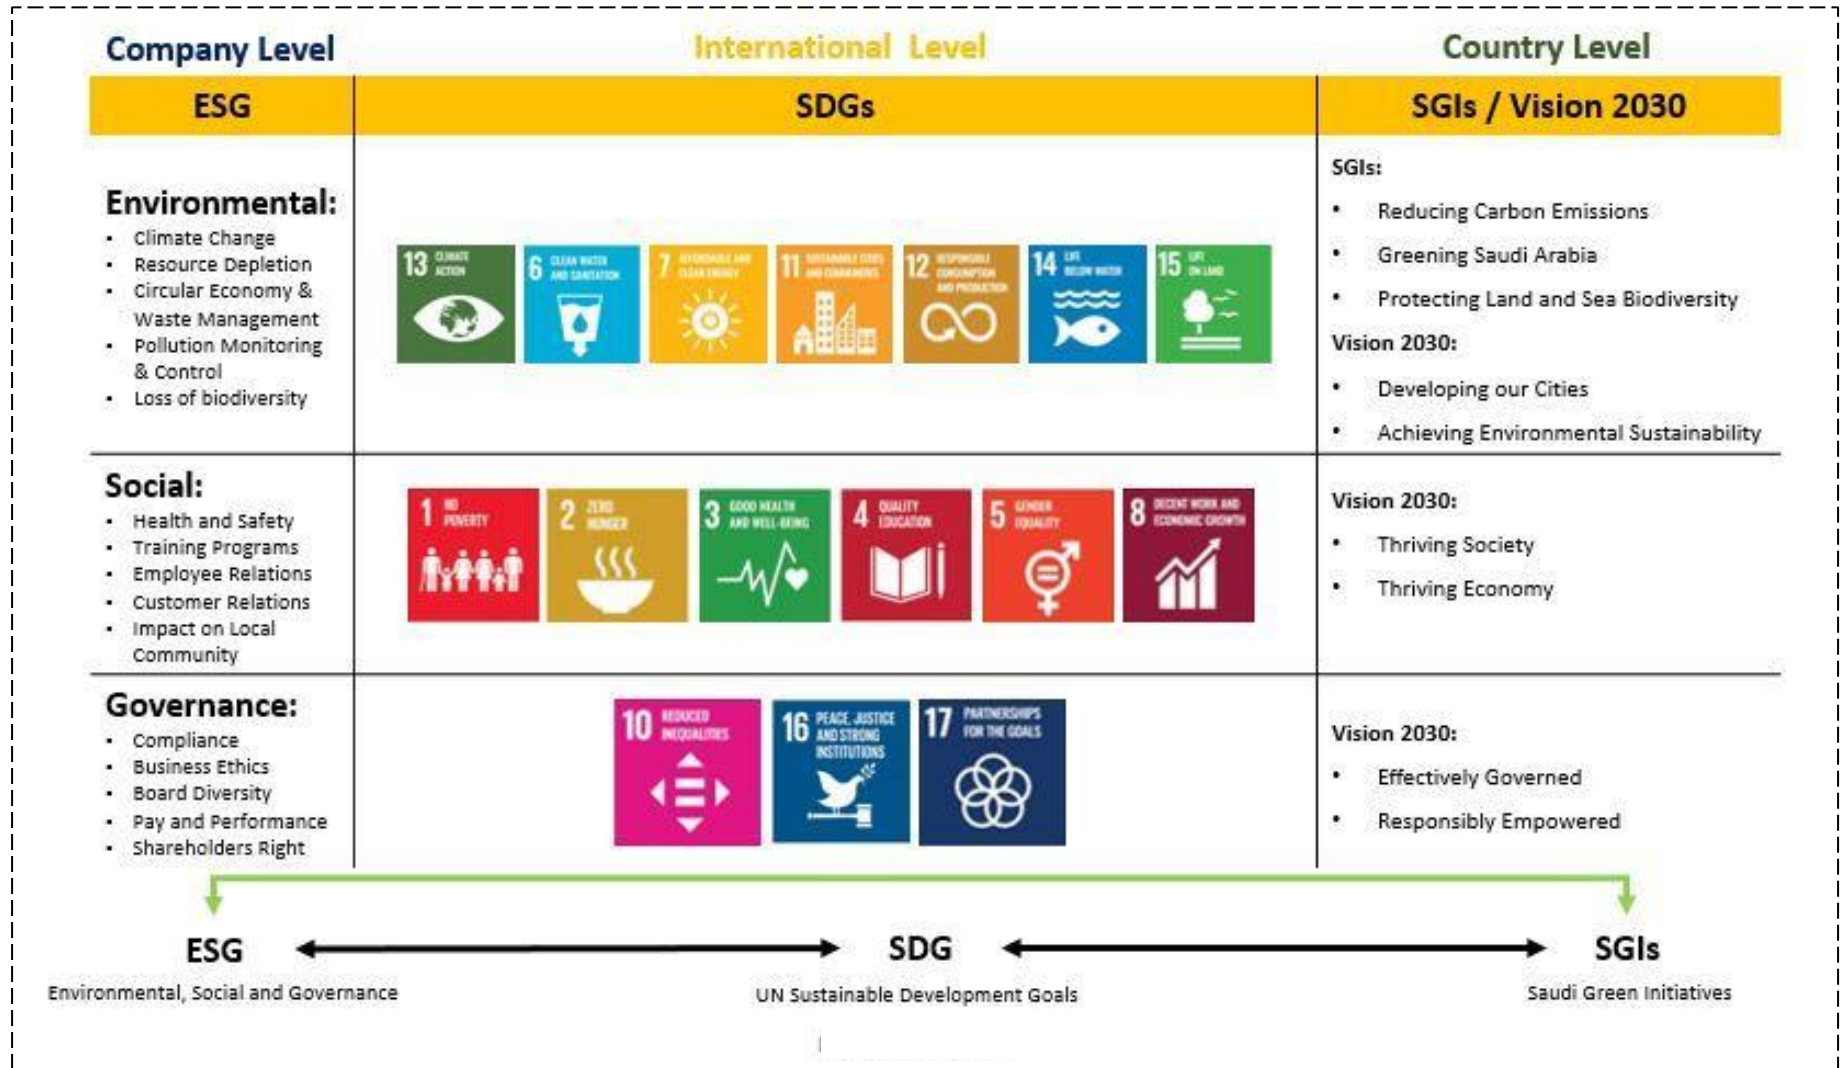 Company Level
International Level
Country Level
ESG
SDGs
SGIs / Vision 2030
Environmental:
• Climate Change
• Resource Depletion
• Circular Economy &
Waste Management
• Pollution Monitoring
& Control
• Loss of biodiversity
13 CLIMATE
ACTION
6 CLEAN WATER
AND SANITATION
7 AFFORDABLE AND
CLEAN ENERGY
11 SUSTAINABLE CITIES
AND COMMUNITIES
12 RESPONSIBLE
CONSUMPTION
AND PRODUCTION
14 LIFE
BELOW WATER
15 LIFE
ON LAND
SGIs:
• Reducing Carbon Emissions
• Greening Saudi Arabia
• Protecting Land and Sea Biodiversity
Vision 2030:
• Developing our Cities
• Achieving Environmental Sustainability
Social:
• Health and Safety
• Training Programs
• Employee Relations
• Customer Relations
• Impact on Local
Community
1 NO
POVERTY
2 ZERO
HUNGER
3 GOOD HEALTH
AND WELL-BEING
4 QUALITY
EDUCATION
5 GENDER
EQUALITY
8 DECENT WORK AND
ECONOMIC GROWTH
Vision 2030:
• Thriving Society
• Thriving Economy
Governance:
• Compliance
• Business Ethics
• Board Diversity
• Pay and Performance
• Shareholders Right
10 REDUCED
INEQUALITIES
16 PEACE, JUSTICE
AND STRONG
INSTITUTIONS
17 PARTNERSHIPS
FOR THE GOALS
Vision 2030:
• Effectively Governed
• Responsibly Empowered
ESG
SDG
SGIs
Environmental, Social and Governance
UN Sustainable Development Goals
Saudi Green Initiatives